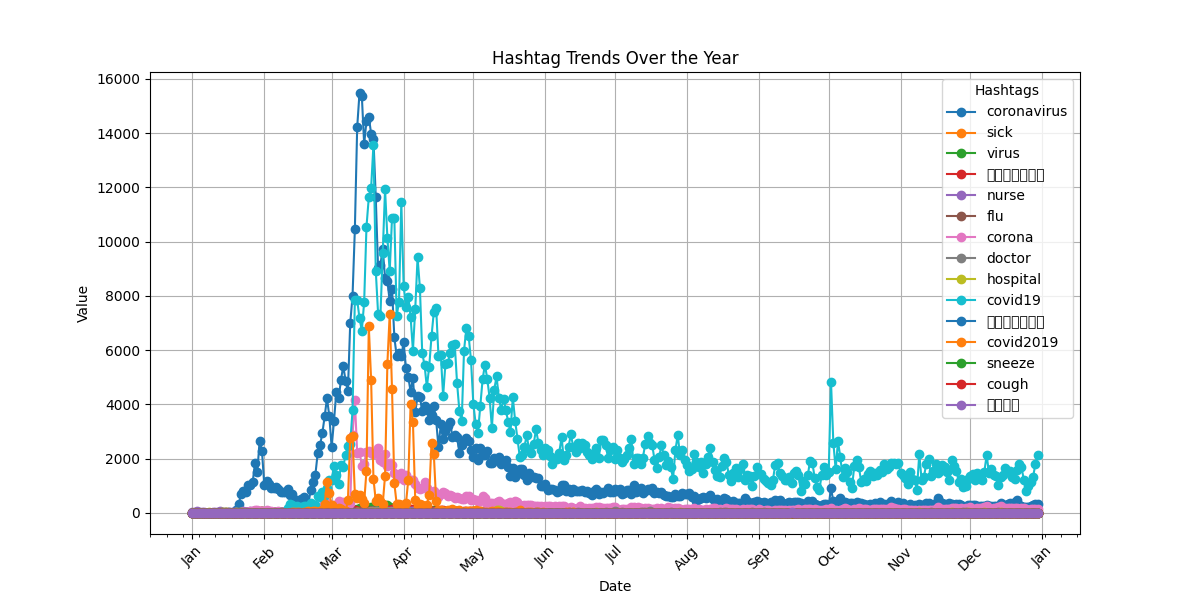 Hashtag Trends Over the Year
16000
14000
12000
10000
8000
6000
4000
2000
0
Value
Jan
Feb
Mar
Apr
May
Jun
Jul
Aug
Sep
Oct
Nov
Dec
Jan
Date
Hashtags
coronavirus
sick
virus
nurse
flu
corona
doctor
hospital
covid19
covid2019
sneeze
cough